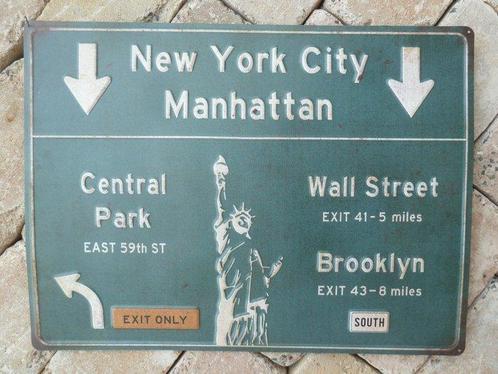 New York City
Manhattan
Central
Park
EAST 59th ST
EXIT ONLY
Wall Street
EXIT 41-5 miles
Brooklyn
EXIT 43-8 miles
SOUTH